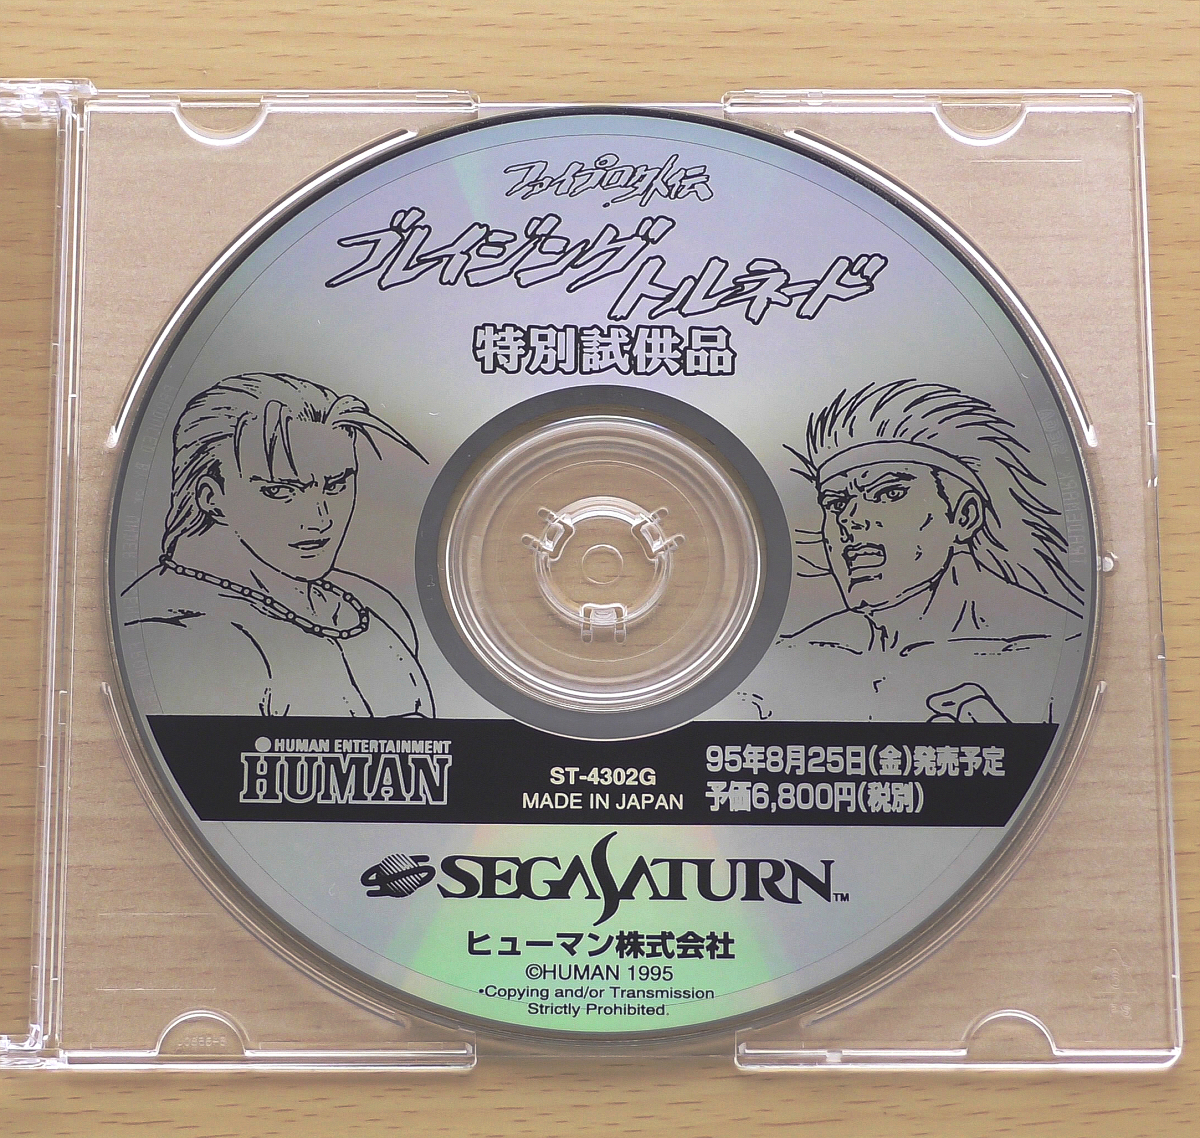 ファイプロ外伝
ブレイジング
トルネード
特別試供品
HUMAN ENTERTAINMENT
HUMAN
ST-4302G
MADE IN JAPAN
95年8月25日(金)発売予定
予価6,800円(税別)
SEGA SATURN™
ヒューマン株式会社
©HUMAN 1995
•Copying and/or Transmission
Strictly Prohibited.